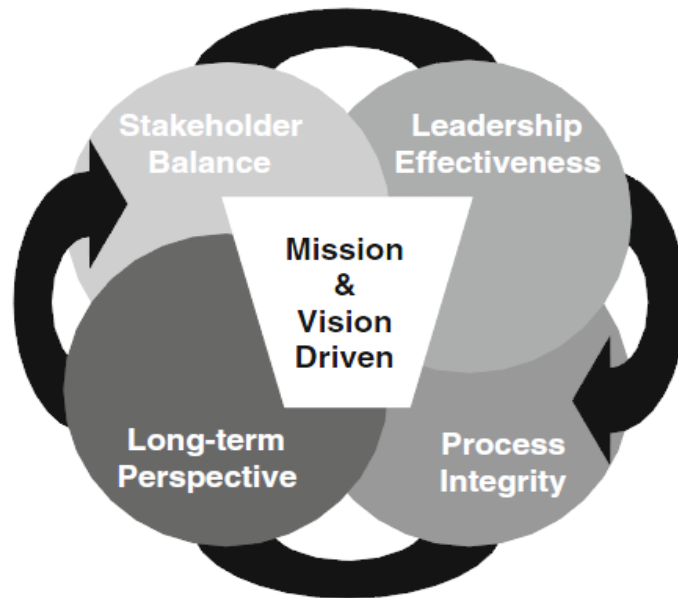 Stakeholder
Balance
Leadership
Effectiveness
Mission
&
Vision
Driven
Long-term
Perspective
Process
Integrity